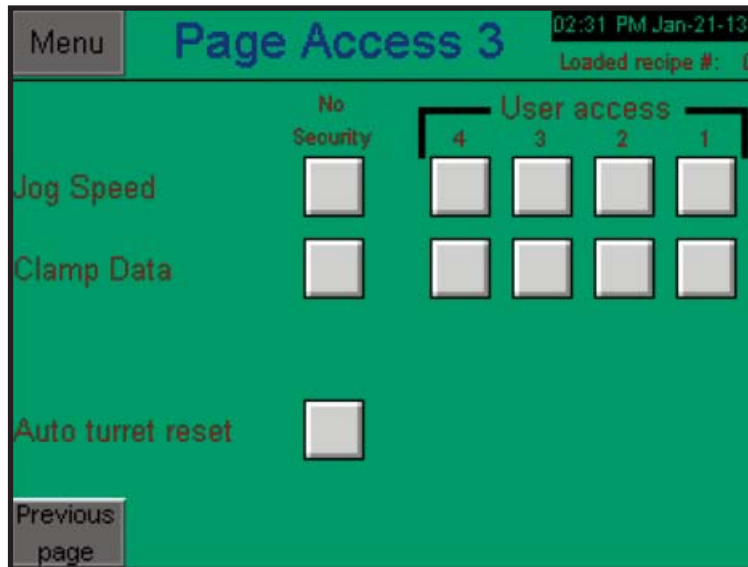 Menu
Page Access 3
02:31 PM Jan-21-13
Loaded recipe #:
No
Security
User access
4 3 2 1
Jog Speed
Clamp Data
Auto turret reset
Previous
page